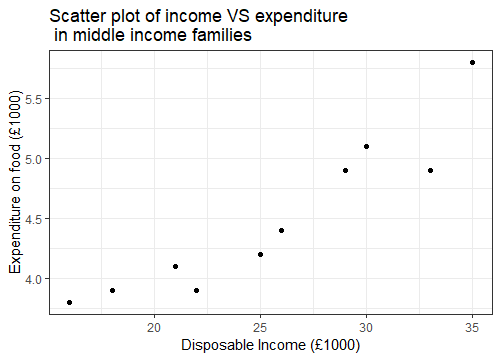 Scatter plot of income VS expenditure
in middle income families
Expenditure on food (£1000)
5.5
5.0
4.5
4.0
20 25 30 35
Disposable Income (£1000)